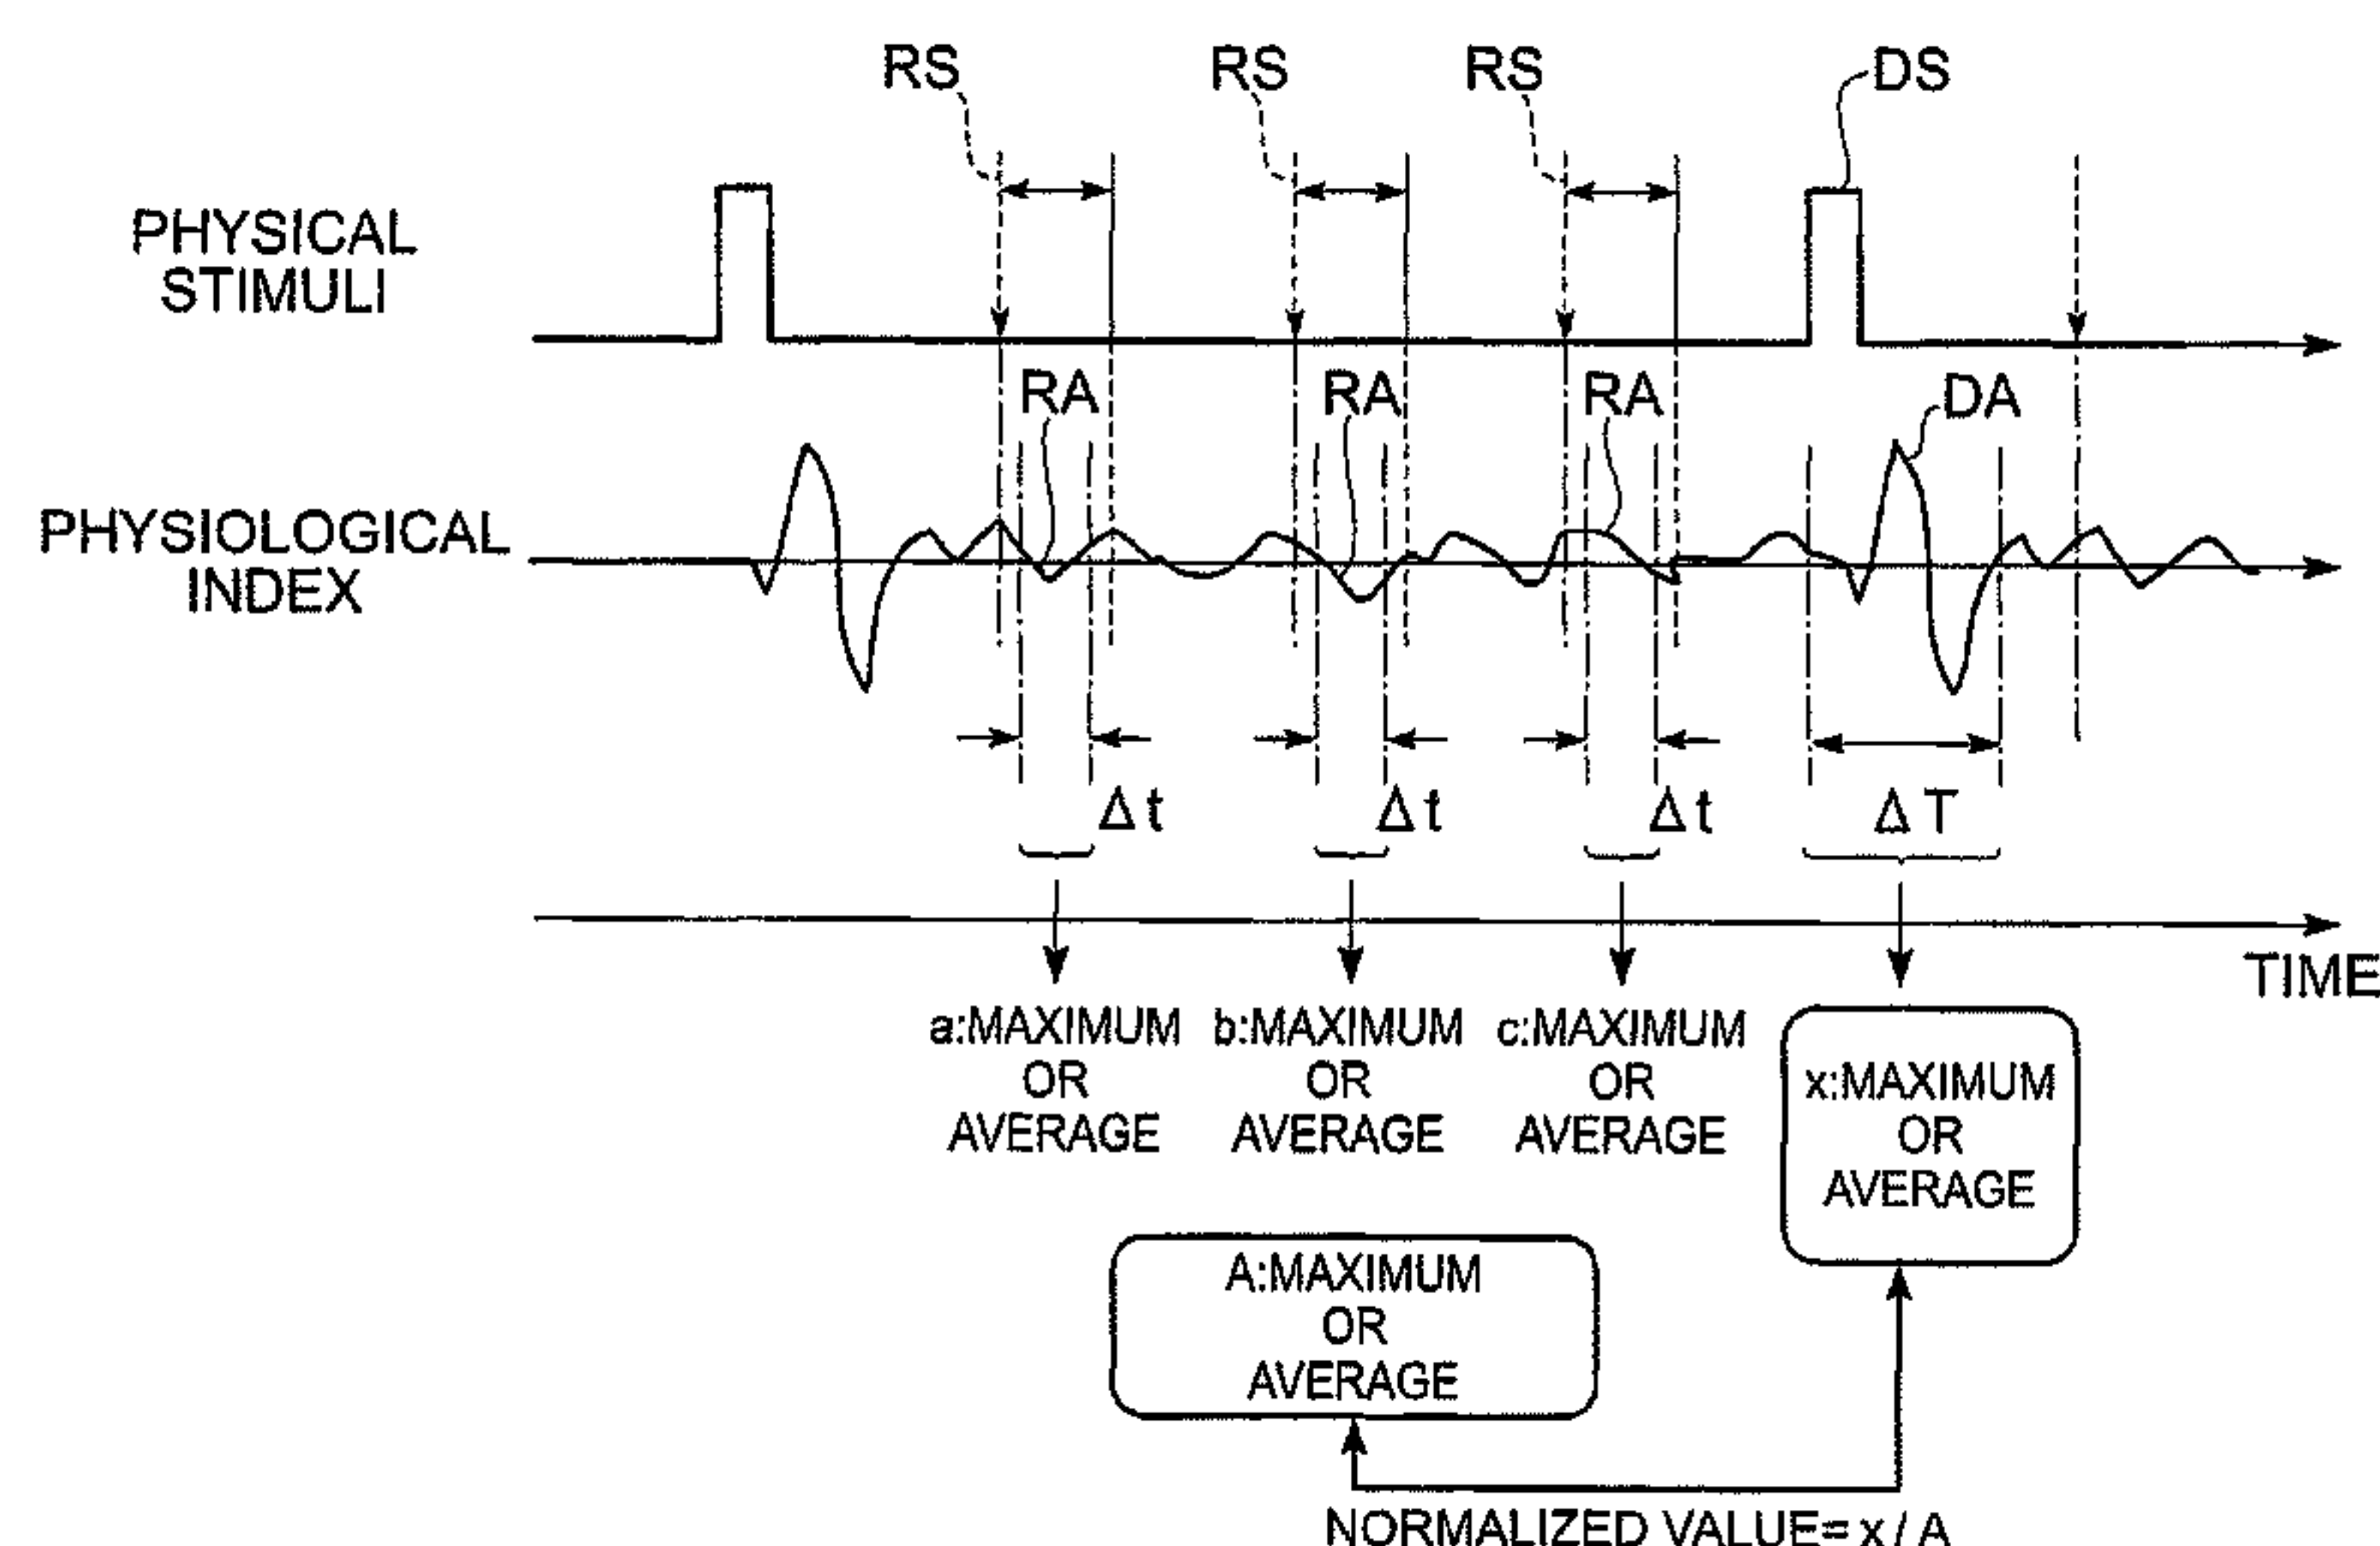 RS RS RS DS
PHYSICAL
STIMULI
RA RA RA DA
PHYSIOLOGICAL
INDEX
Δt Δt Δt ΔT
TIME
a:MAXIMUM
OR
AVERAGE
b:MAXIMUM
OR
AVERAGE
c:MAXIMUM
OR
AVERAGE
x:MAXIMUM
OR
AVERAGE
A:MAXIMUM
OR
AVERAGE
NORMALIZED VALUE=x/A